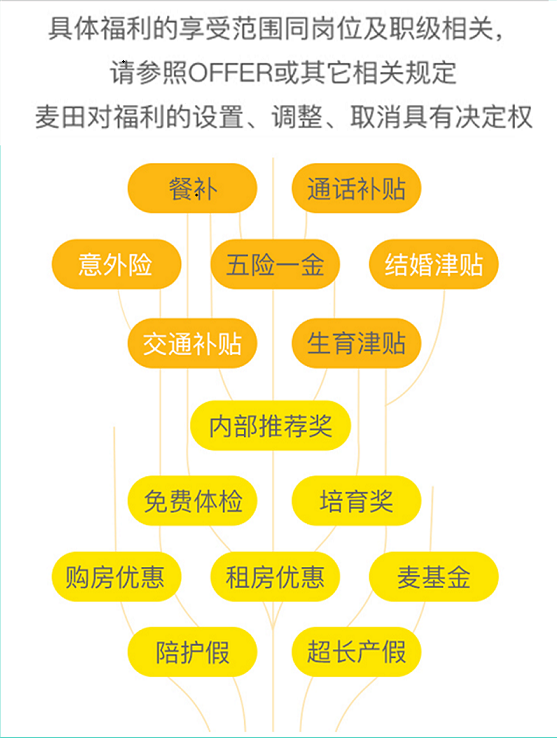 具体福利的享受范围同岗位及职级相关，
请参照OFFER或其它相关规定
麦田对福利的设置、调整、取消具有决定权
餐补 通话补贴
意外险 五险一金 结婚津贴
交通补贴 生育津贴
内部推荐奖
免费体检 培育奖
购房优惠 租房优惠 麦基金
陪护假 超长产假